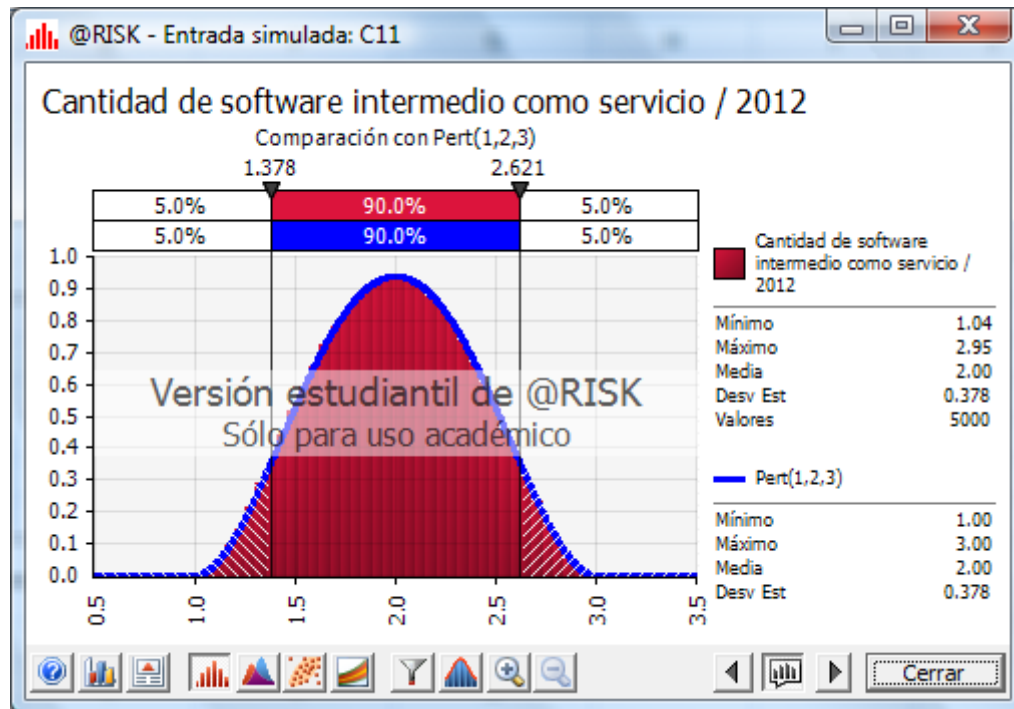 @RISK - Entrada simulada: C11
Cantidad de software intermedio como servicio / 2012
Comparación con Pert(1,2,3)
1.378 2.621
5.0% 90.0% 5.0%
5.0% 90.0% 5.0%
1.0
0.9
0.8
0.7
0.6
0.5
0.4
0.3
0.2
0.1
0.0
0.5 1.0 1.5 2.0 2.5 3.0 3.5
Versión estudiantil de @RISK
Sólo para uso académico
Cantidad de software
intermedio como servicio /
2012
Mínimo 1.04
Máximo 2.95
Media 2.00
Desv Est 0.378
Valores 5000
Pert(1,2,3)
Mínimo 1.00
Máximo 3.00
Media 2.00
Desv Est 0.378
Cerrar